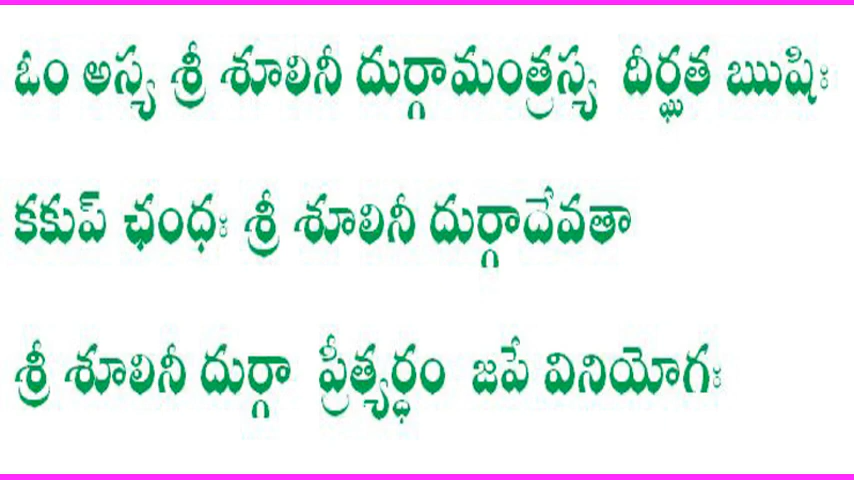 ఓం అస్య శ్రీ శూలినీ దుర్గామంత్రస్య దీర్ఘత ఋషిః
కకుప్ ఛంధః శ్రీ శూలినీ దుర్గాదేవతా
శ్రీ శూలినీ దుర్గా ప్రీత్యర్ధం జపే వినియోగః